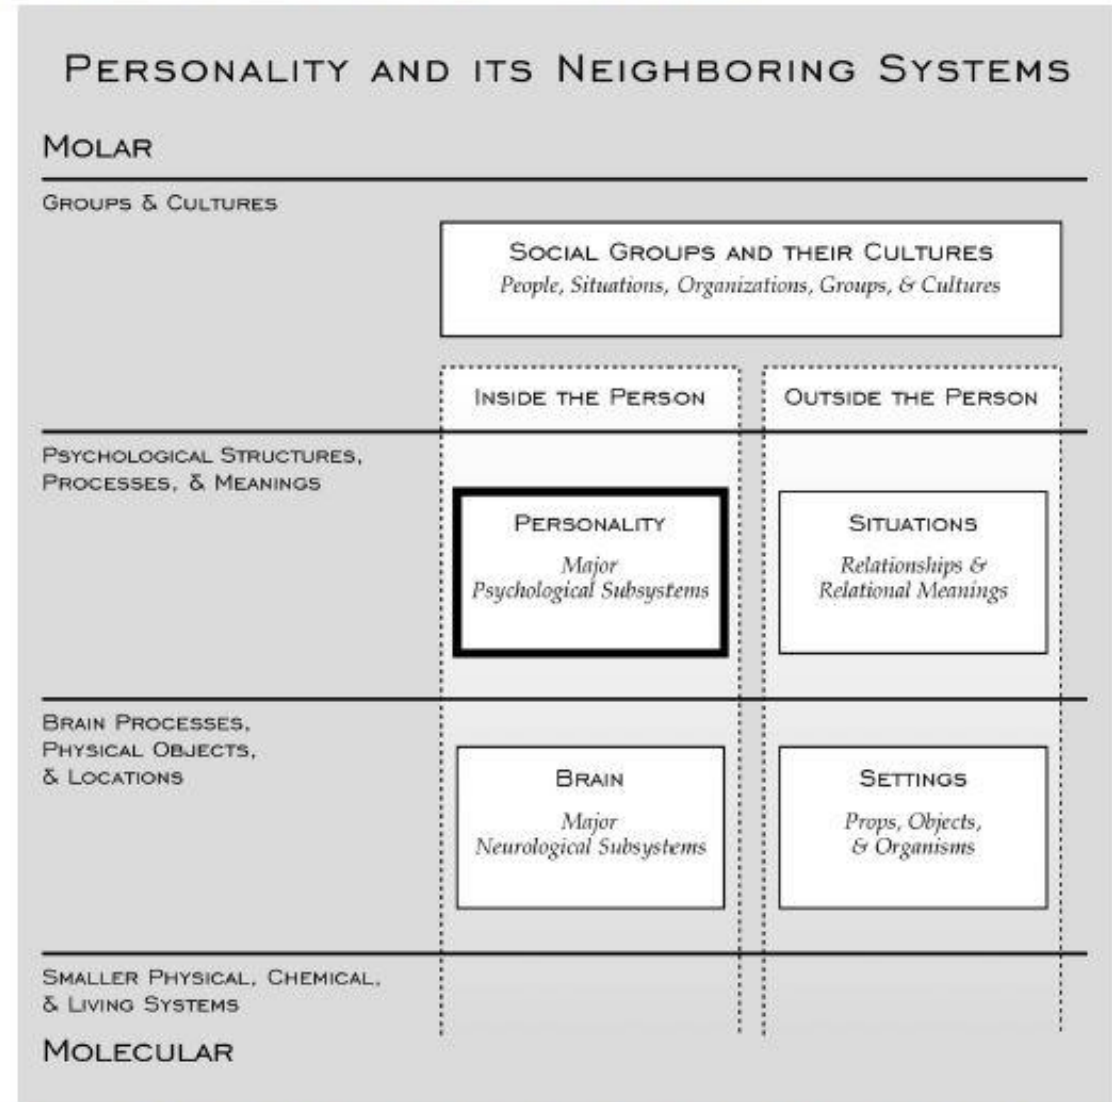 PERSONALITY AND ITS NEIGHBORING SYSTEMS
MOLAR
GROUPS & CULTURES
SOCIAL GROUPS AND THEIR CULTURES
People, Situations, Organizations, Groups, & Cultures
INSIDE THE PERSON
OUTSIDE THE PERSON
PSYCHOLOGICAL STRUCTURES,
PROCESSES, & MEANINGS
PERSONALITY
Major
Psychological Subsystems
SITUATIONS
Relationships &
Relational Meanings
BRAIN PROCESSES,
PHYSICAL OBJECTS,
& LOCATIONS
BRAIN
Major
Neurological Subsystems
SETTINGS
Props, Objects,
& Organisms
SMALLER PHYSICAL, CHEMICAL,
& LIVING SYSTEMS
MOLECULAR